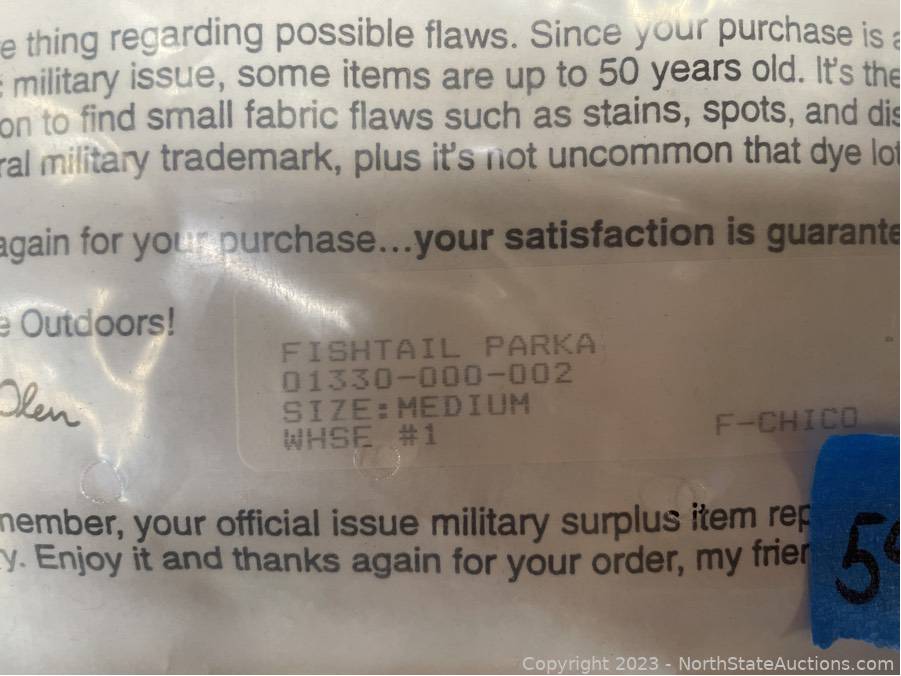 e thing regarding possible flaws. Since your purchase is a
military issue, some items are up to 50 years old. It's the
on to find small fabric flaws such as stains, spots, and dis
ral military trademark, plus it's not uncommon that dye lot
again for your purchase...your satisfaction is guarante
e Outdoors!
Olen
FISHTAIL PARKA
01330-000-002
SIZE:MEDIUM
WHSE #1
F-CHICO
member, your official issue military surplus item rep
y. Enjoy it and thanks again for your order, my frien
5
Copyright 2023 - NorthStateAuctions.com